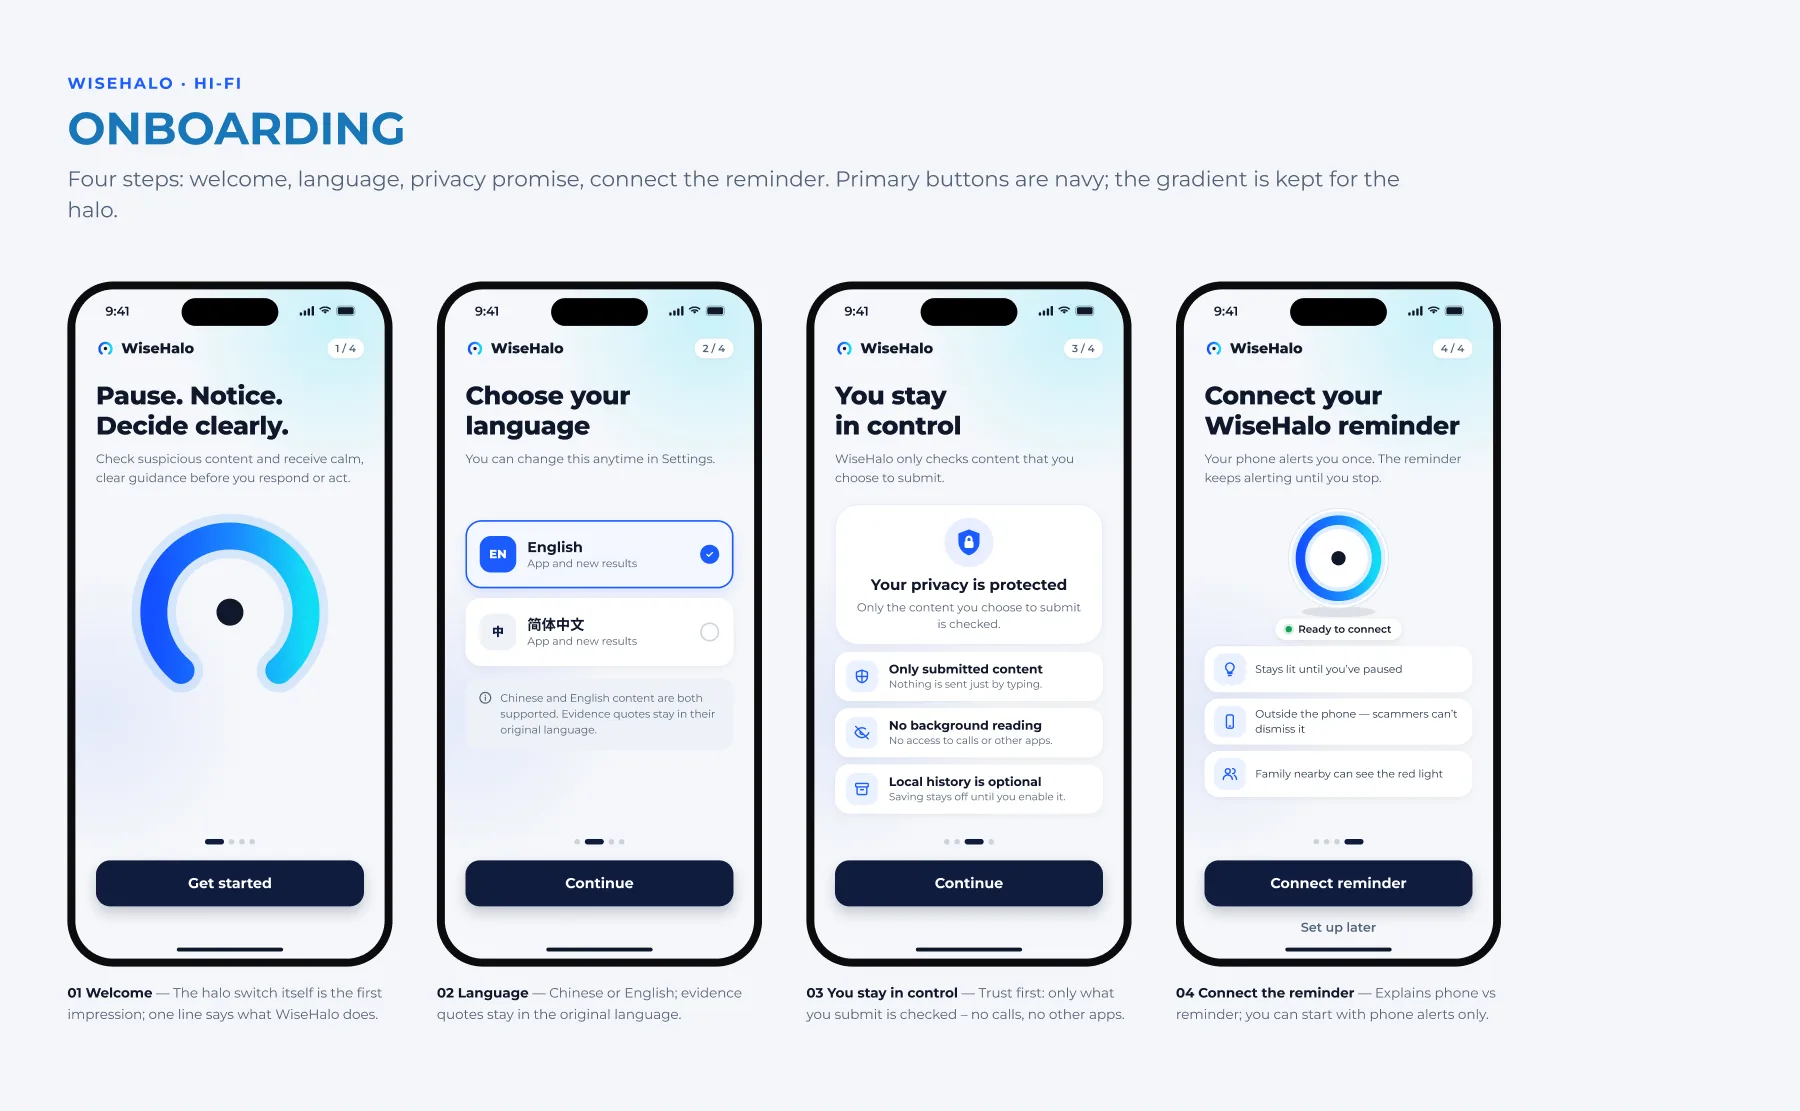 WISEHALO · HI-FI
ONBOARDING
Four steps: welcome, language, privacy promise, connect the reminder. Primary buttons are navy; the gradient is kept for the
halo.
9:41
WiseHalo
1 / 4
Pause. Notice.
Decide clearly.
Check suspicious content and receive calm,
clear guidance before you respond or act.
Get started
01 Welcome — The halo switch itself is the first
impression; one line says what WiseHalo does.
9:41
WiseHalo
2 / 4
Choose your
language
You can change this anytime in Settings.
EN
English
App and new results
中
简体中文
App and new results
Chinese and English content are both
supported. Evidence quotes stay in their
original language.
Continue
02 Language — Chinese or English; evidence
quotes stay in the original language.
9:41
WiseHalo
3 / 4
You stay
in control
WiseHalo only checks content that you
choose to submit.
Your privacy is protected
Only the content you choose to submit
is checked.
Only submitted content
Nothing is sent just by typing.
No background reading
No access to calls or other apps.
Local history is optional
Saving stays off until you enable it.
Continue
03 You stay in control — Trust first: only what
you submit is checked – no calls, no other apps.
9:41
WiseHalo
4 / 4
Connect your
WiseHalo reminder
Your phone alerts you once. The reminder
keeps alerting until you stop.
Ready to connect
Stays lit until you’ve paused
Outside the phone — scammers can’t
dismiss it
Family nearby can see the red light
Connect reminder
Set up later
04 Connect the reminder — Explains phone vs
reminder; you can start with phone alerts only.